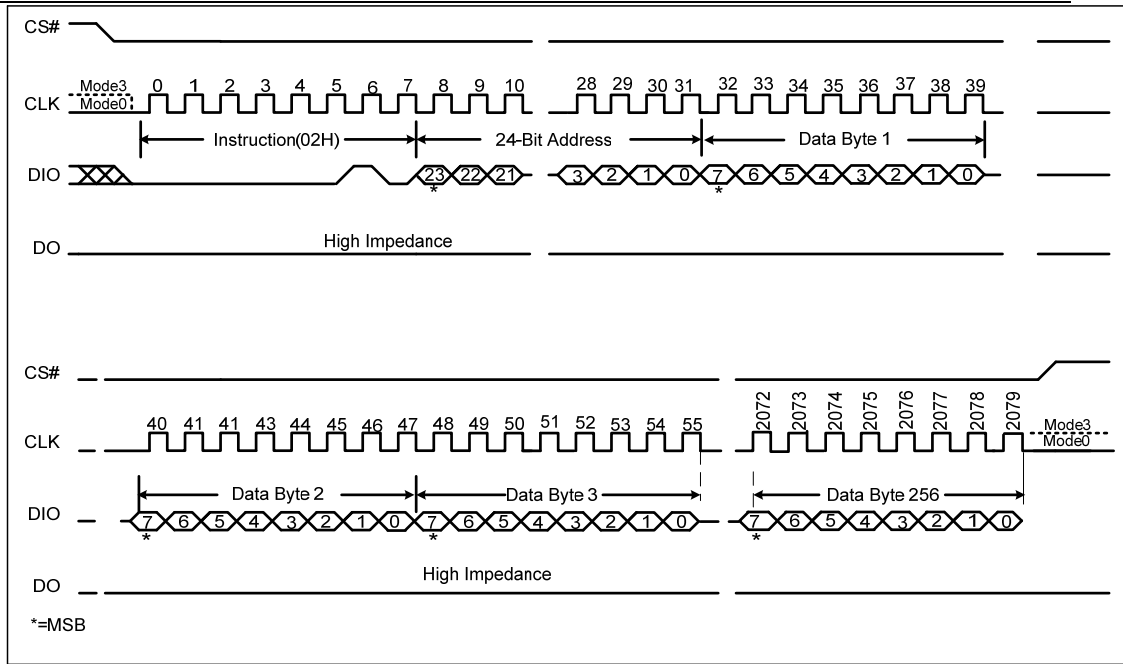 CS#
Mode3
CLK Mode0 0 1 2 3 4 5 6 7 8 9 10 28 29 30 31 32 33 34 35 36 37 38 39
Instruction(02H) 24-Bit Address Data Byte 1
DIO 23 22 21 3 2 1 0 7 6 5 4 3 2 1 0
* *
High Impedance
DO
CS#
40 41 41 43 44 45 46 47 48 49 50 51 52 53 54 55 2072 2073 2074 2075 2076 2077 2078 2079
CLK Mode3
Mode0
Data Byte 2 Data Byte 3 Data Byte 256
DIO 7 6 5 4 3 2 1 0 7 6 5 4 3 2 1 0 7 6 5 4 3 2 1 0
* * *
High Impedance
DO
*=MSB